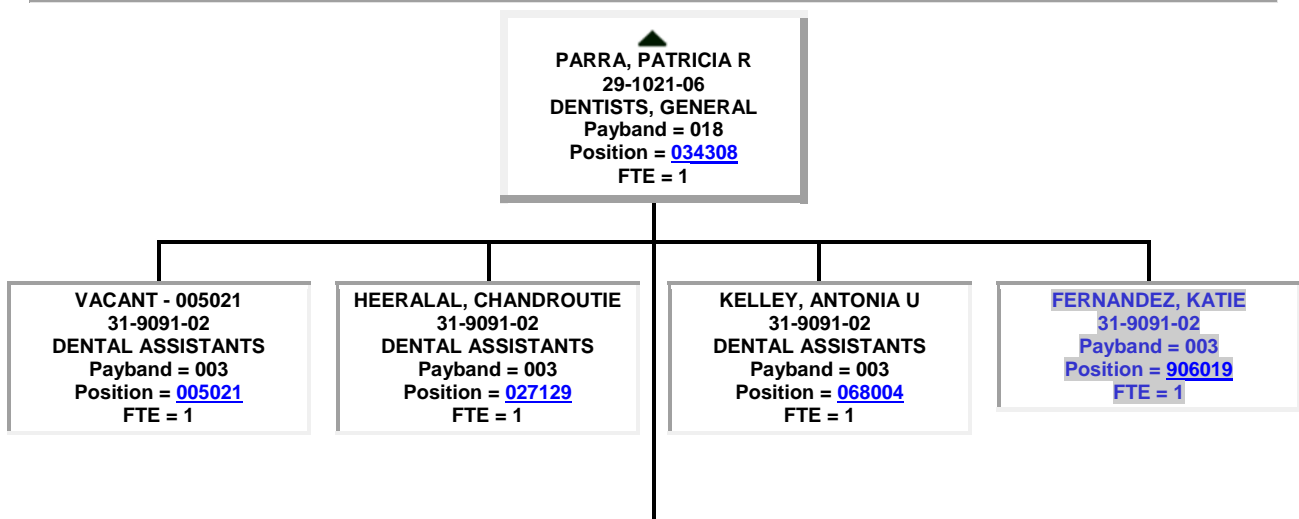 PARRA, PATRICIA R
29-1021-06
DENTISTS, GENERAL
Payband = 018
Position = 034308
FTE = 1
VACANT - 005021
31-9091-02
DENTAL ASSISTANTS
Payband = 003
Position = 005021
FTE = 1
HEERALAL, CHANDROUTIE
31-9091-02
DENTAL ASSISTANTS
Payband = 003
Position = 027129
FTE = 1
KELLEY, ANTONIA U
31-9091-02
DENTAL ASSISTANTS
Payband = 003
Position = 068004
FTE = 1
FERNANDEZ, KATIE
31-9091-02
Payband = 003
Position = 906019
FTE = 1